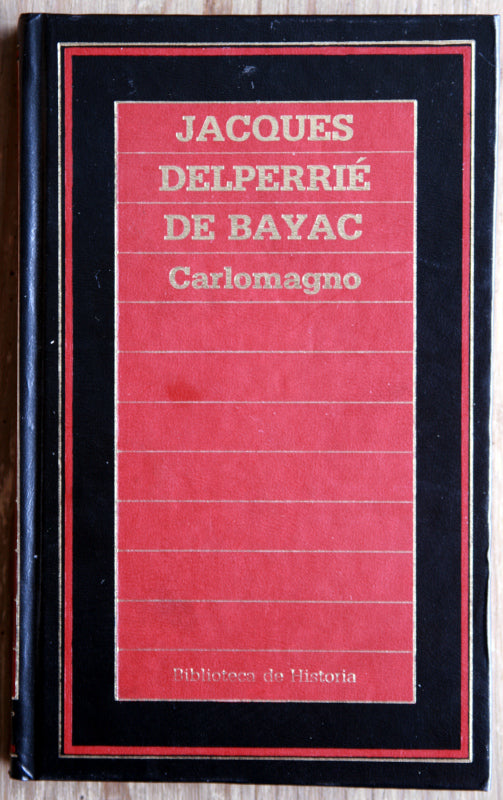 JACQUES
DELPERRIÉ
DE BAYAC
Carlomagno
Biblioteca de Historia